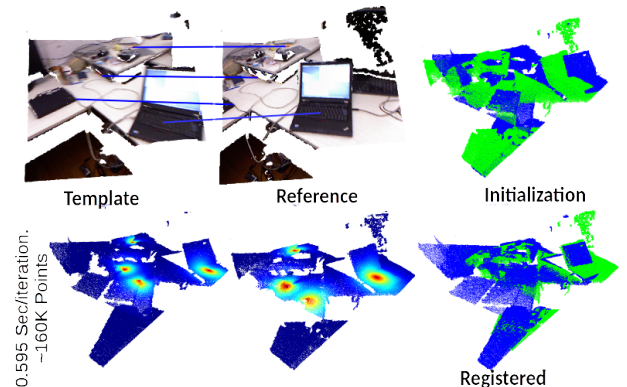 Template
Reference
Initialization
0.595 Sec/iteration.
~160K Points
Registered